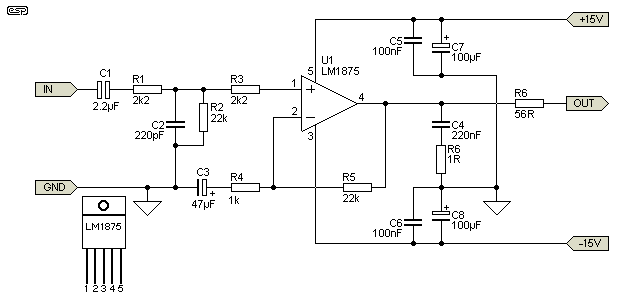 esp
+15V
C5
100nF
+
C7
100µF
U1
LM1875
5
IN
C1
2.2µF
R1
2k2
R3
2k2
1
+
2
−
3
4
R6
56R
OUT
C2
220pF
R2
22k
C4
220nF
R6
1R
GND
C3
47µF
+
R4
1k
R5
22k
C6
100nF
+
C8
100µF
−15V
LM1875
1 2 3 4 5